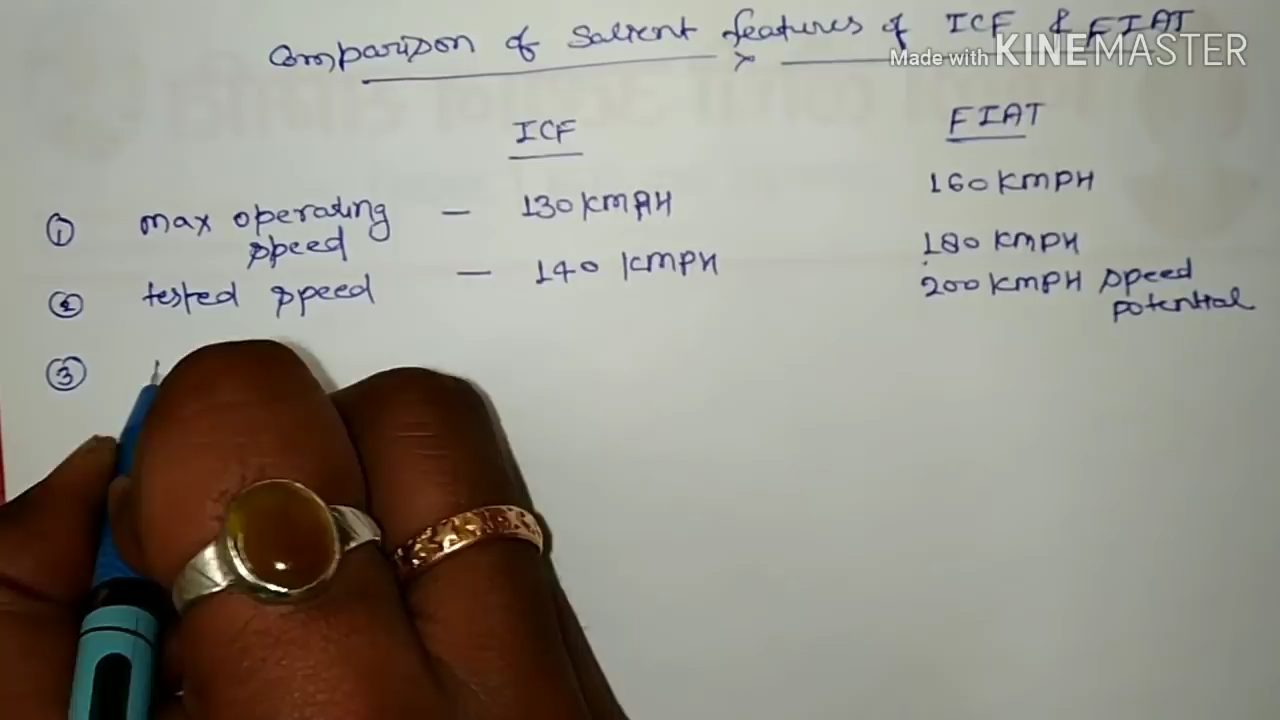 Comparison of Salient features of ICF & FIAT
Made with KINEMASTER
ICF FIAT
① max operating speed — 130 KMPH 160 KMPH
② tested speed — 140 KMPH 180 KMPH
200 KMPH speed potential
③